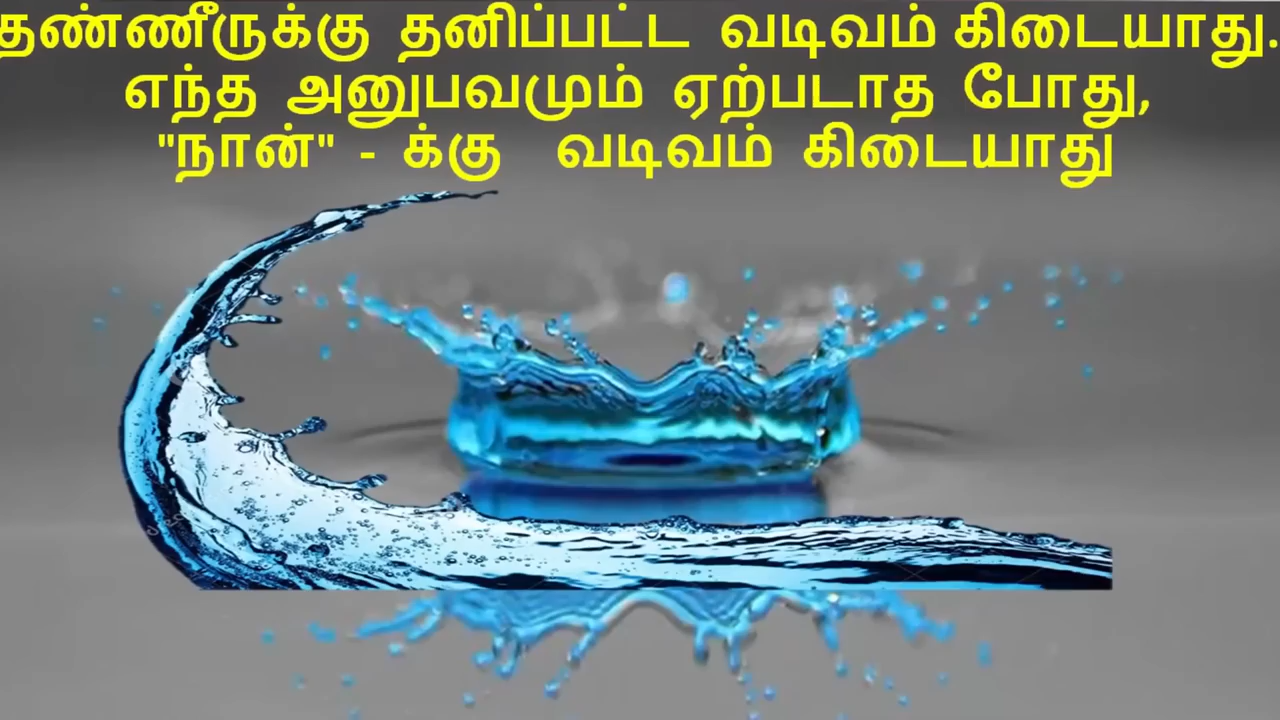 தண்ணீருக்கு தனிப்பட்ட வடிவம் கிடையாது.
எந்த அனுபவமும் ஏற்படாத போது,
"நான்" - க்கு வடிவம் கிடையாது